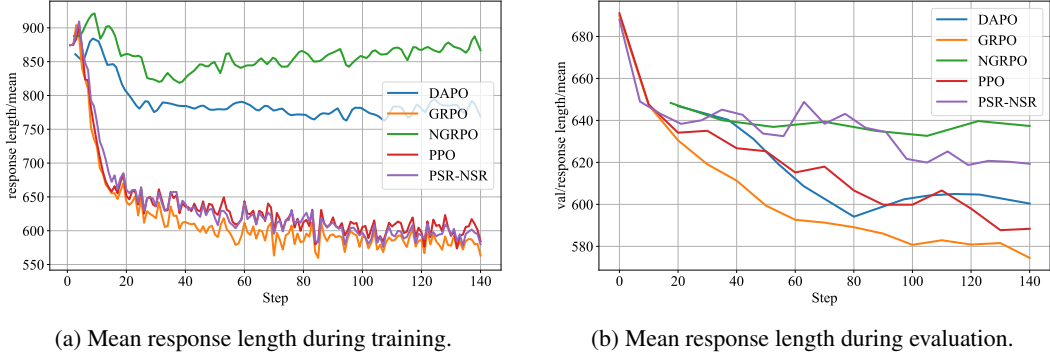 response length/mean
900
850
800
750
700
650
600
550
0
20
40
60
80
100
120
140
Step
DAPO
GRPO
NGRPO
PPO
PSR-NSR
(a) Mean response length during training.
val/response length/mean
680
660
640
620
600
580
0
20
40
60
80
100
120
140
Step
DAPO
GRPO
NGRPO
PPO
PSR-NSR
(b) Mean response length during evaluation.